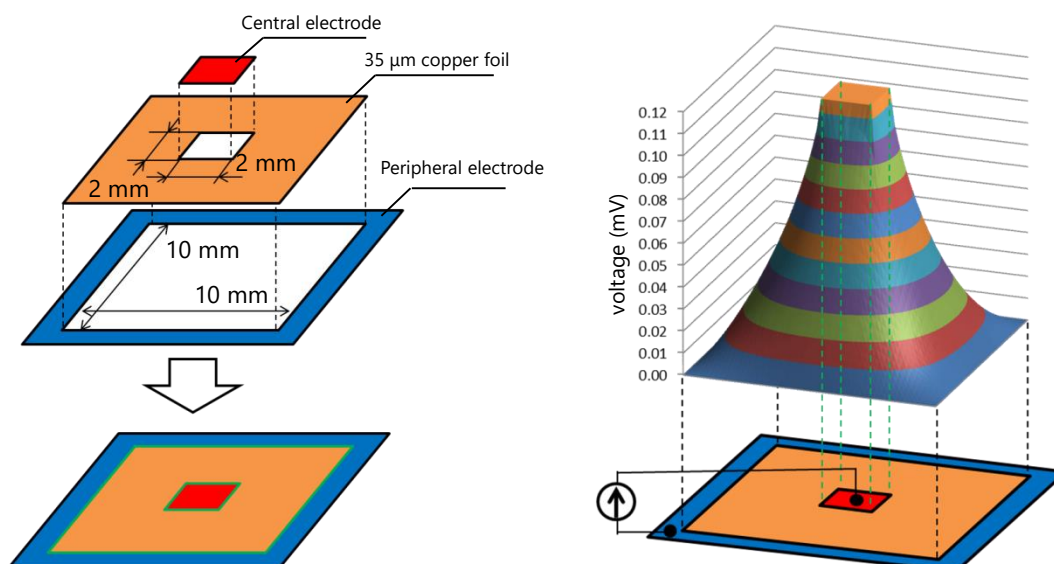 Central electrode
35 μm copper foil
2 mm
2 mm
Peripheral electrode
10 mm
10 mm
voltage (mV)
0.12
0.11
0.10
0.09
0.08
0.07
0.06
0.05
0.04
0.03
0.02
0.01
0.00